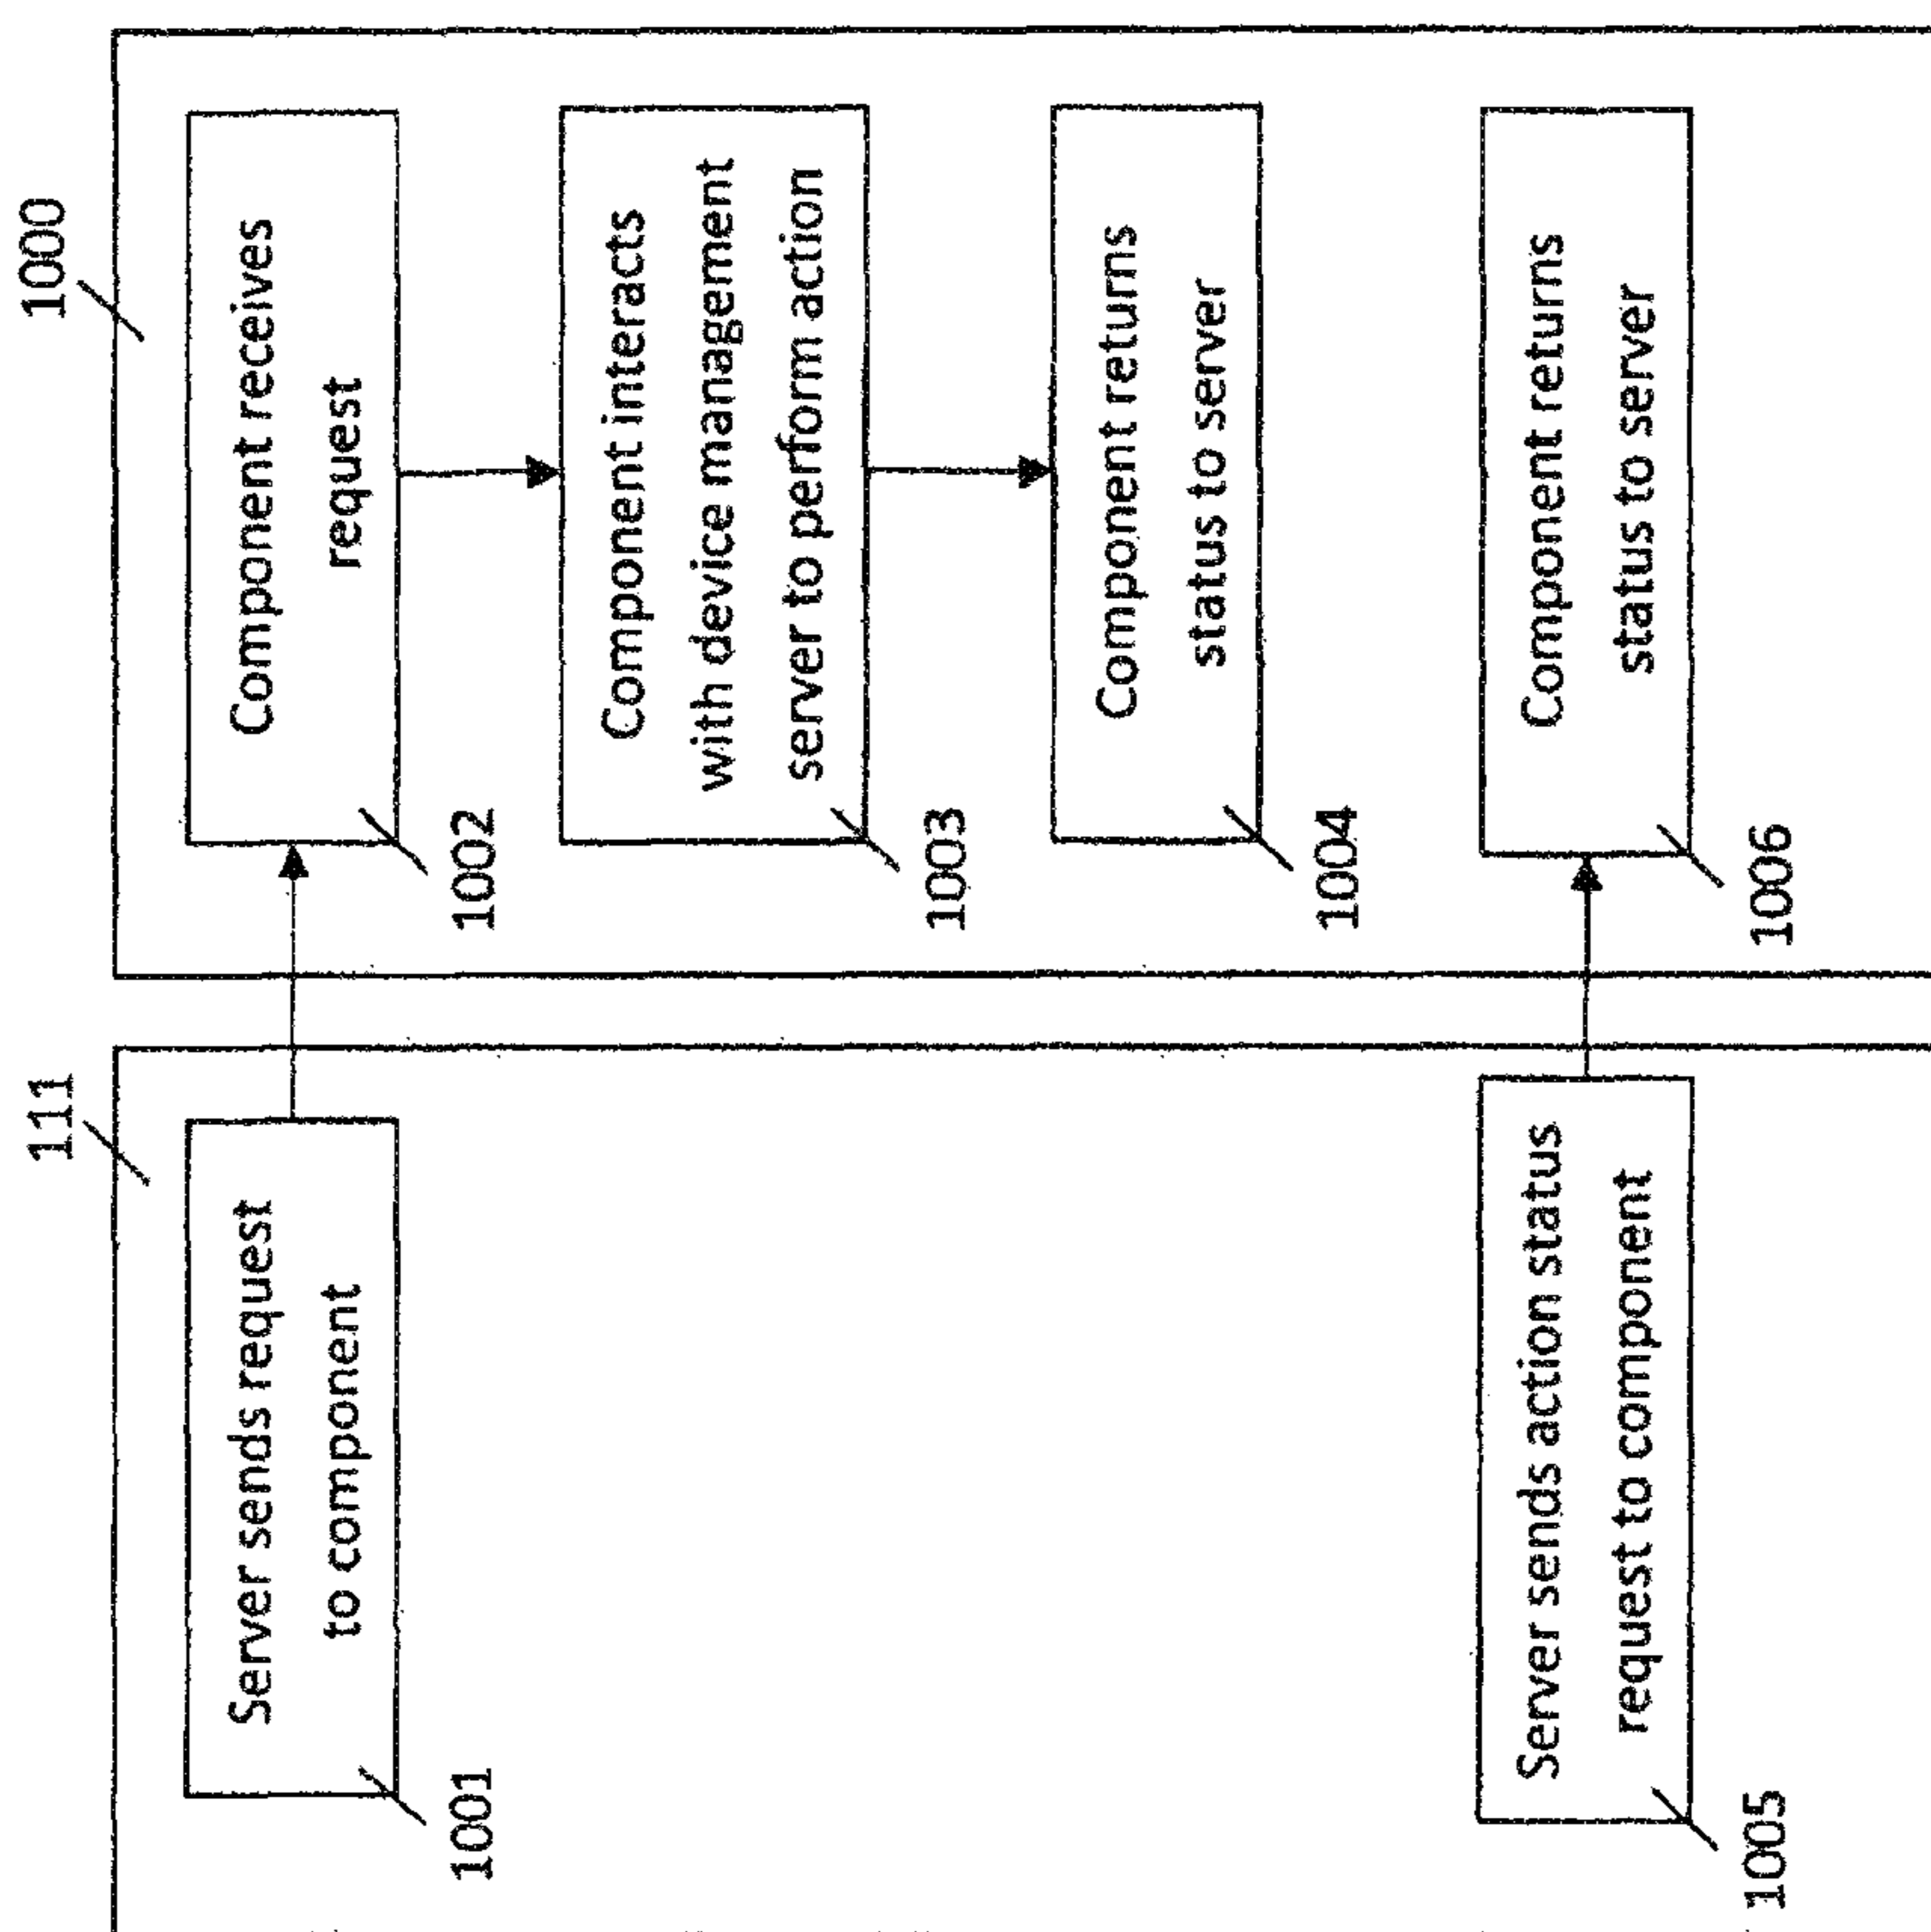 111
1000
Server sends request
to component
1001
Component receives
request
1002
Component interacts
with device management
server to perform action
1003
Component returns
status to server
1004
Server sends action status
request to component
1005
Component returns
status to server
1006